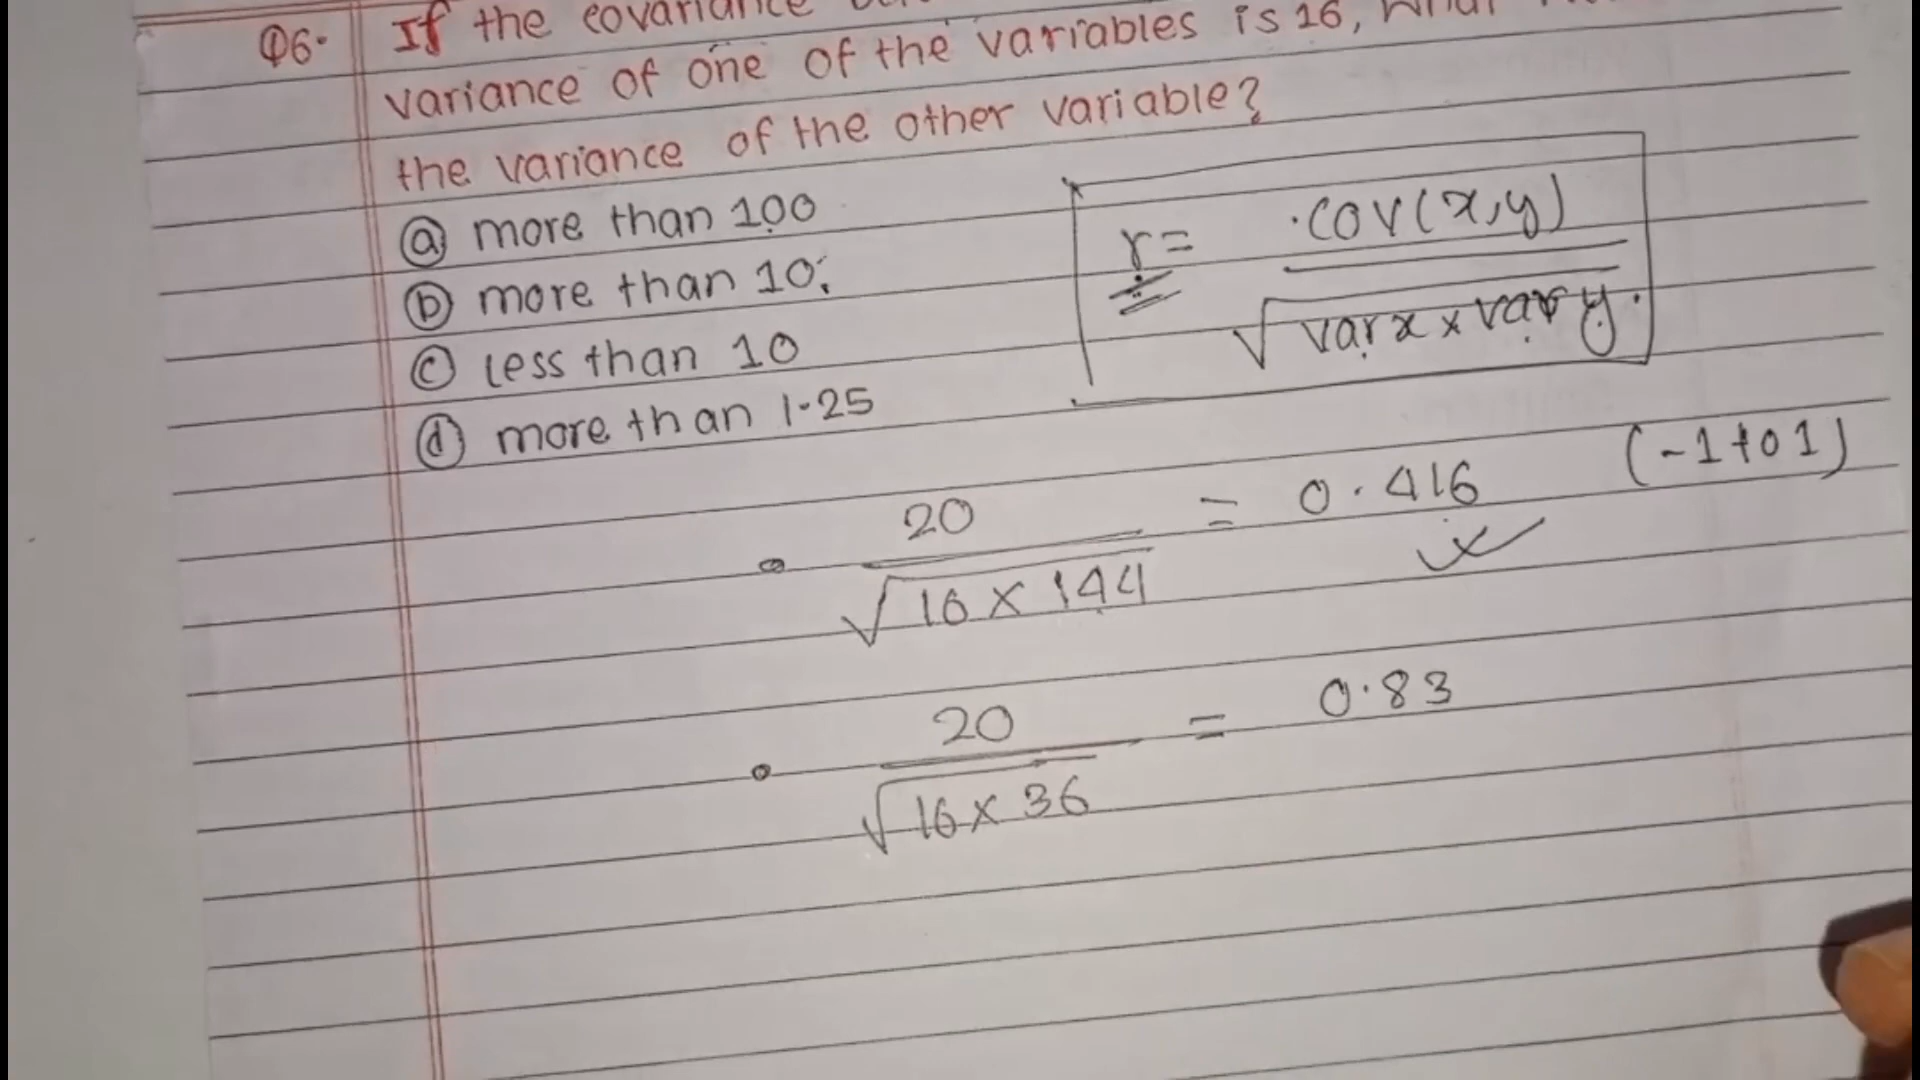 Q6. If the covariance
variance of one of the variables is 16, what
the variance of the other variable?
(a) more than 100
(b) more than 10.
(c) less than 10
(d) more than 1.25
r = cov(x,y) / √var x × var y
20 / √16 × 144 = 0.416 (-1 to 1)
20 / √16 × 36 = 0.83